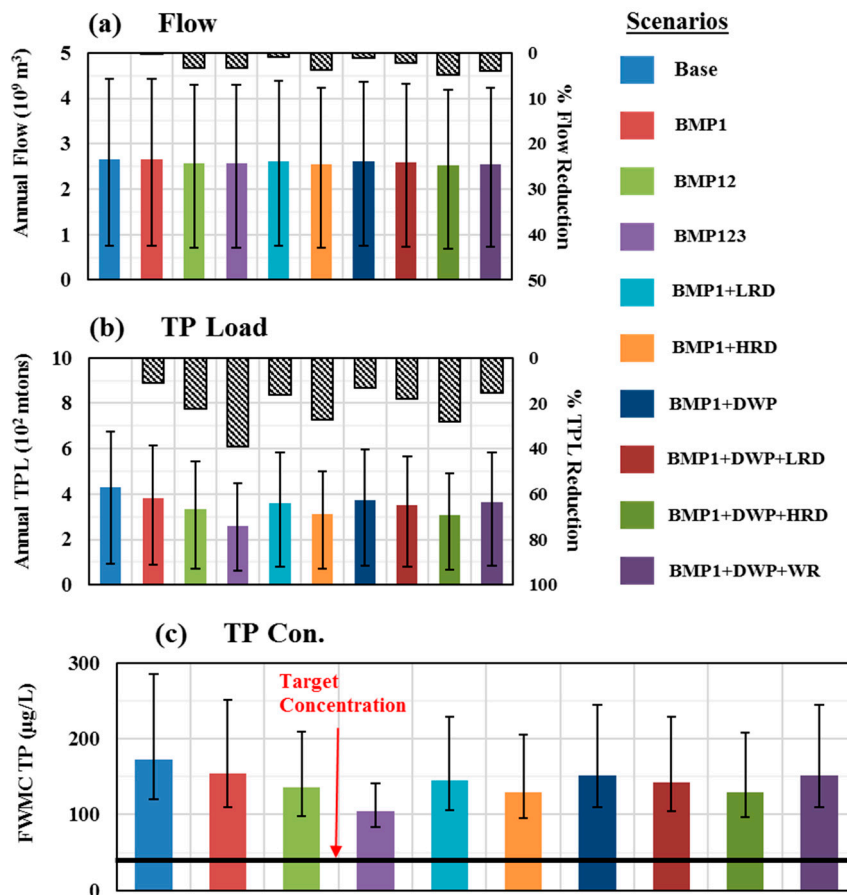 (a) Flow
Annual Flow (10⁹ m³)
5
4
3
2
1
0
0
10
20
30
40
50
% Flow Reduction
(b) TP Load
Annual TPL (10² mtons)
10
8
6
4
2
0
0
20
40
60
80
100
% TPL Reduction
Scenarios
Base
BMP1
BMP12
BMP123
BMP1+LRD
BMP1+HRD
BMP1+DWP
BMP1+DWP+LRD
BMP1+DWP+HRD
BMP1+DWP+WR
(c) TP Con.
FWMC TP (µg/L)
300
200
100
0
Target
Concentration